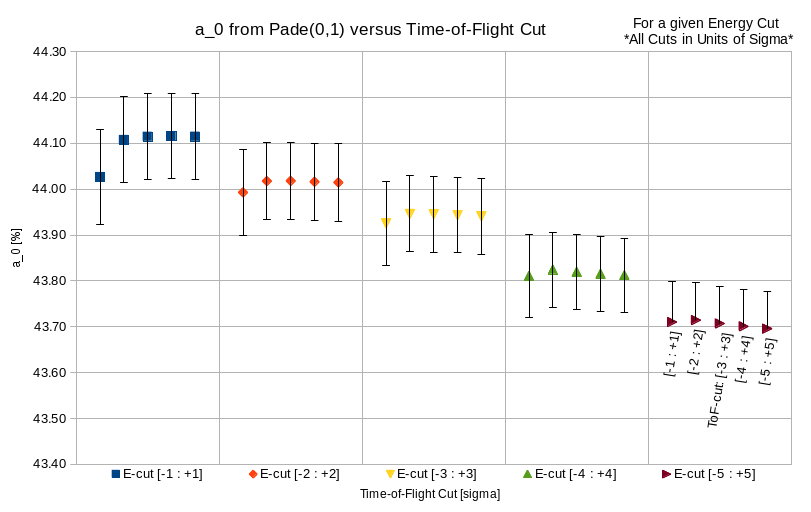 a_0 from Pade(0,1) versus Time-of-Flight Cut
For a given Energy Cut
*All Cuts in Units of Sigma*
44.30
44.20
44.10
44.00
43.90
43.80
43.70
43.60
43.50
43.40
a_0 [%]
[-1 : +1]
[-2 : +2]
ToF-cut: [-3 : +3]
[-4 : +4]
[-5 : +5]
E-cut [-1 : +1]
E-cut [-2 : +2]
E-cut [-3 : +3]
E-cut [-4 : +4]
E-cut [-5 : +5]
Time-of-Flight Cut [sigma]